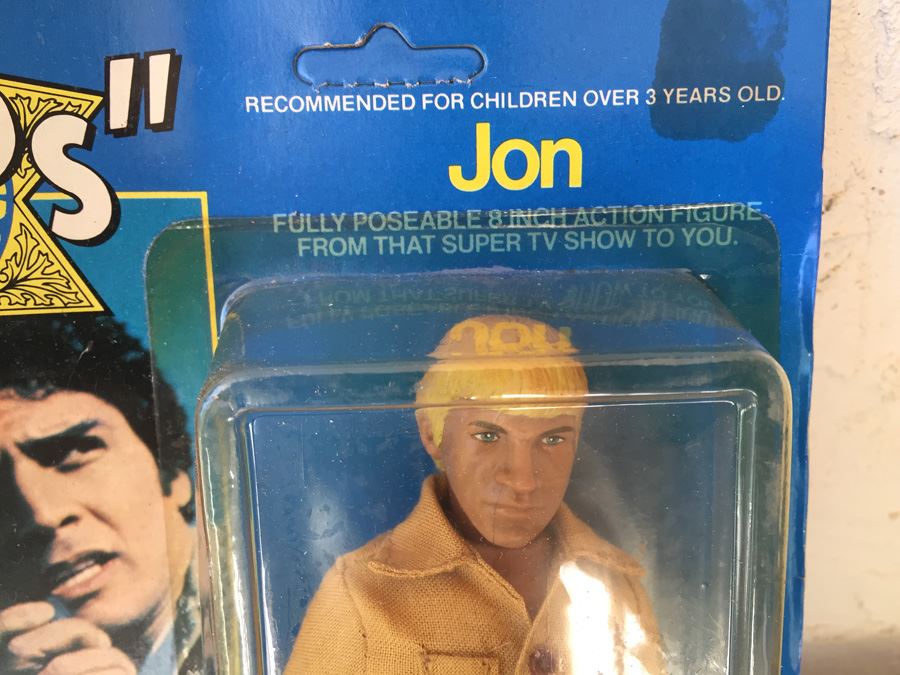 Ps"
RECOMMENDED FOR CHILDREN OVER 3 YEARS OLD.
Jon
FULLY POSEABLE 8 INCH ACTION FIGURE
FROM THAT SUPER TV SHOW TO YOU.